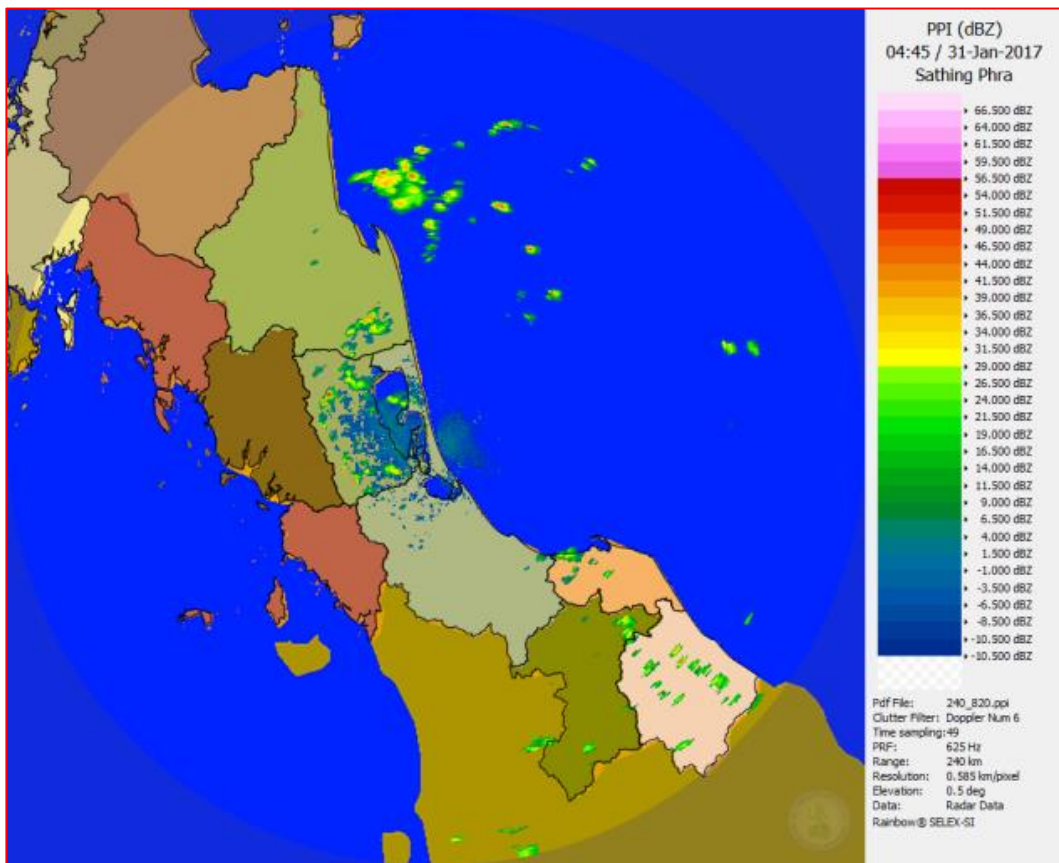 PPI (dBZ)
04:45 / 31-Jan-2017
Sathing Phra
66.500 dBZ
64.000 dBZ
61.500 dBZ
59.500 dBZ
56.500 dBZ
54.000 dBZ
51.500 dBZ
49.000 dBZ
46.500 dBZ
44.000 dBZ
41.500 dBZ
39.000 dBZ
36.500 dBZ
34.000 dBZ
31.500 dBZ
29.000 dBZ
26.500 dBZ
24.000 dBZ
21.500 dBZ
19.000 dBZ
16.500 dBZ
14.000 dBZ
11.500 dBZ
9.000 dBZ
6.500 dBZ
4.000 dBZ
1.500 dBZ
-1.000 dBZ
-3.500 dBZ
-6.500 dBZ
-8.500 dBZ
-10.500 dBZ
-10.500 dBZ
Pdf File: 240_820.ppi
Clutter Filter: Doppler Num 6
Time sampling:49
PRF: 625 Hz
Range: 240 km
Resolution: 0.585 km/pixel
Elevation: 0.5 deg
Data: Radar Data
Rainbow® SELEX-SI